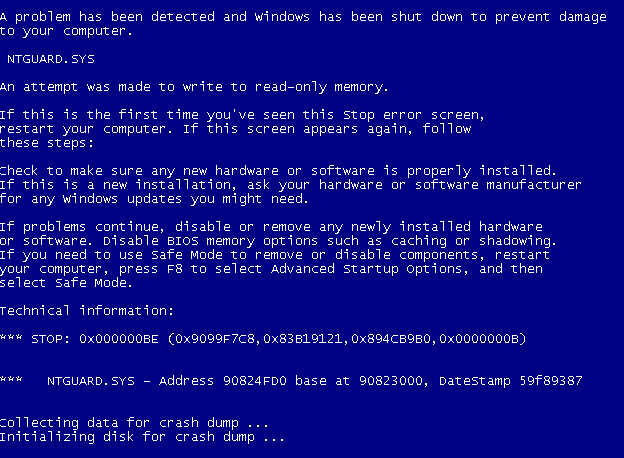 A problem has been detected and Windows has been shut down to prevent damage
to your computer.
NTGUARD.SYS
An attempt was made to write to read-only memory.
If this is the first time you've seen this Stop error screen,
restart your computer. If this screen appears again, follow
these steps:
Check to make sure any new hardware or software is properly installed.
If this is a new installation, ask your hardware or software manufacturer
for any Windows updates you might need.
If problems continue, disable or remove any newly installed hardware
or software. Disable BIOS memory options such as caching or shadowing.
If you need to use Safe Mode to remove or disable components, restart
your computer, press F8 to select Advanced Startup Options, and then
select Safe Mode.
Technical information:
*** STOP: 0x000000BE (0x9099F7C8,0x83B19121,0x894CB9B0,0x0000000B)
***   NTGUARD.SYS - Address 90824FD0 base at 90823000, DateStamp 59f89387
Collecting data for crash dump ...
Initializing disk for crash dump ...